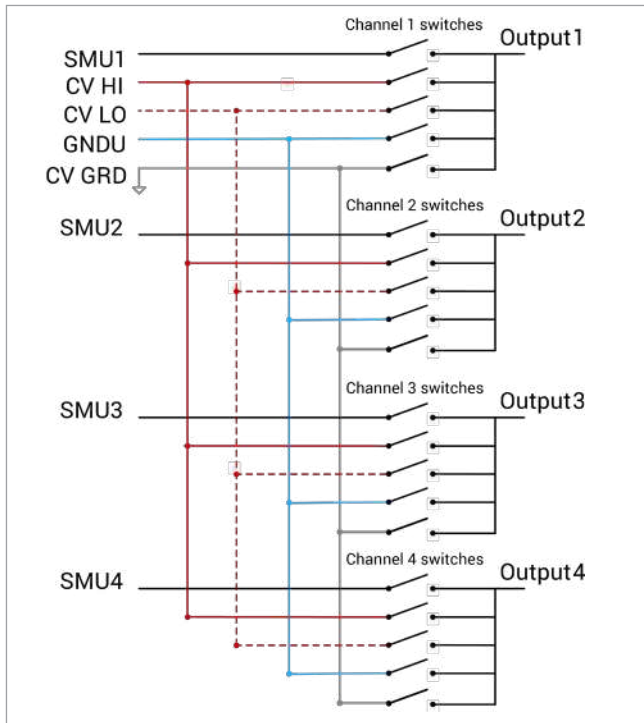 Channel 1 switches
Output1
SMU1
CV HI
CV LO
GNDU
CV GRD
Channel 2 switches
Output2
SMU2
Channel 3 switches
Output3
SMU3
Channel 4 switches
Output4
SMU4